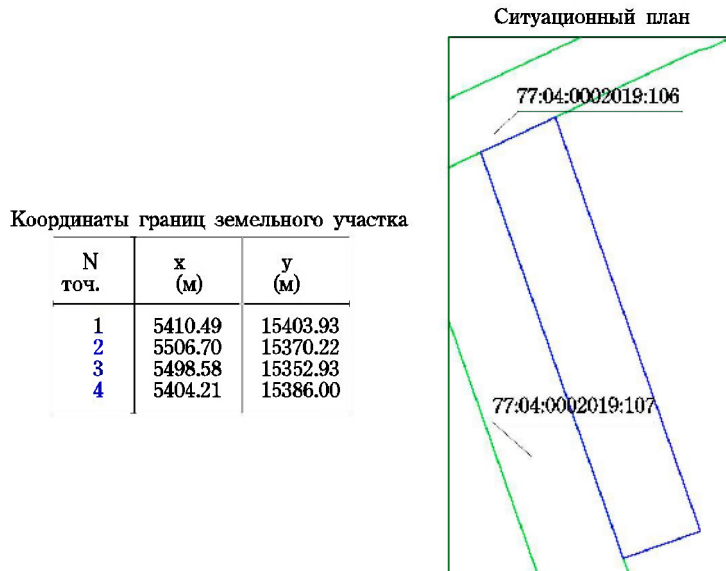 Ситуационный план
77:04:0002019:106
Координаты границ земельного участка
N точ. x (м) y (м)
1 5410.49 15403.93
2 5506.70 15370.22
3 5498.58 15352.93
4 5404.21 15386.00
77:04:0002019:107